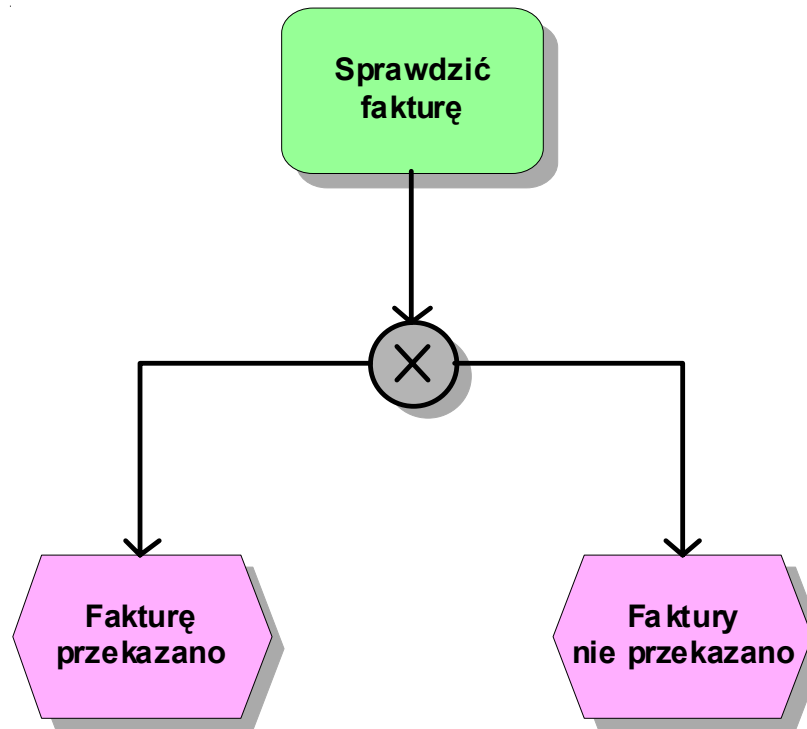 Sprawdzić
fakturę
Fakturę
przekazano
Faktury
nie przekazano